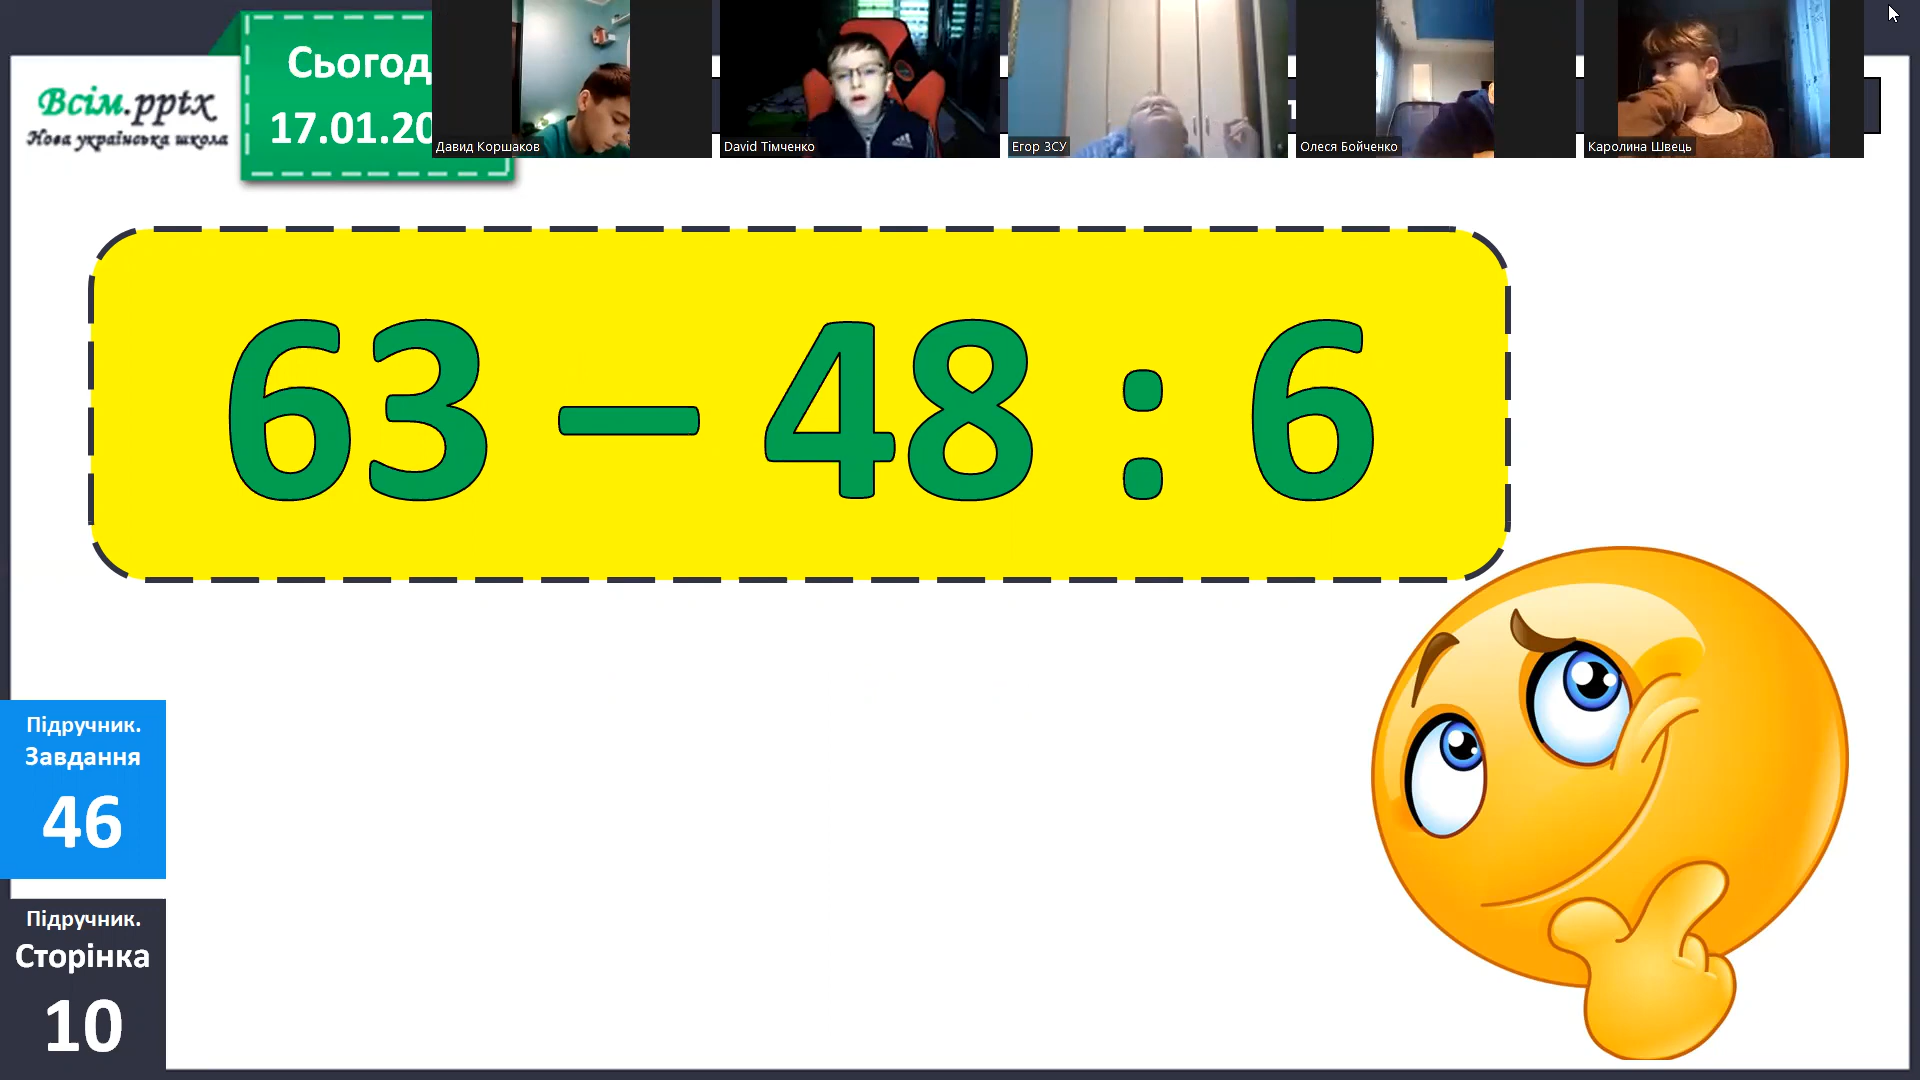 Всім.pptx
Нова українська школа
17.01.20
Давид Коршаков
David Тімченко
Егор ЗСУ
Олеся Бойченко
Каролина Швець
63 – 48 : 6
Підручник.
Завдання
46
Підручник.
Сторінка
10